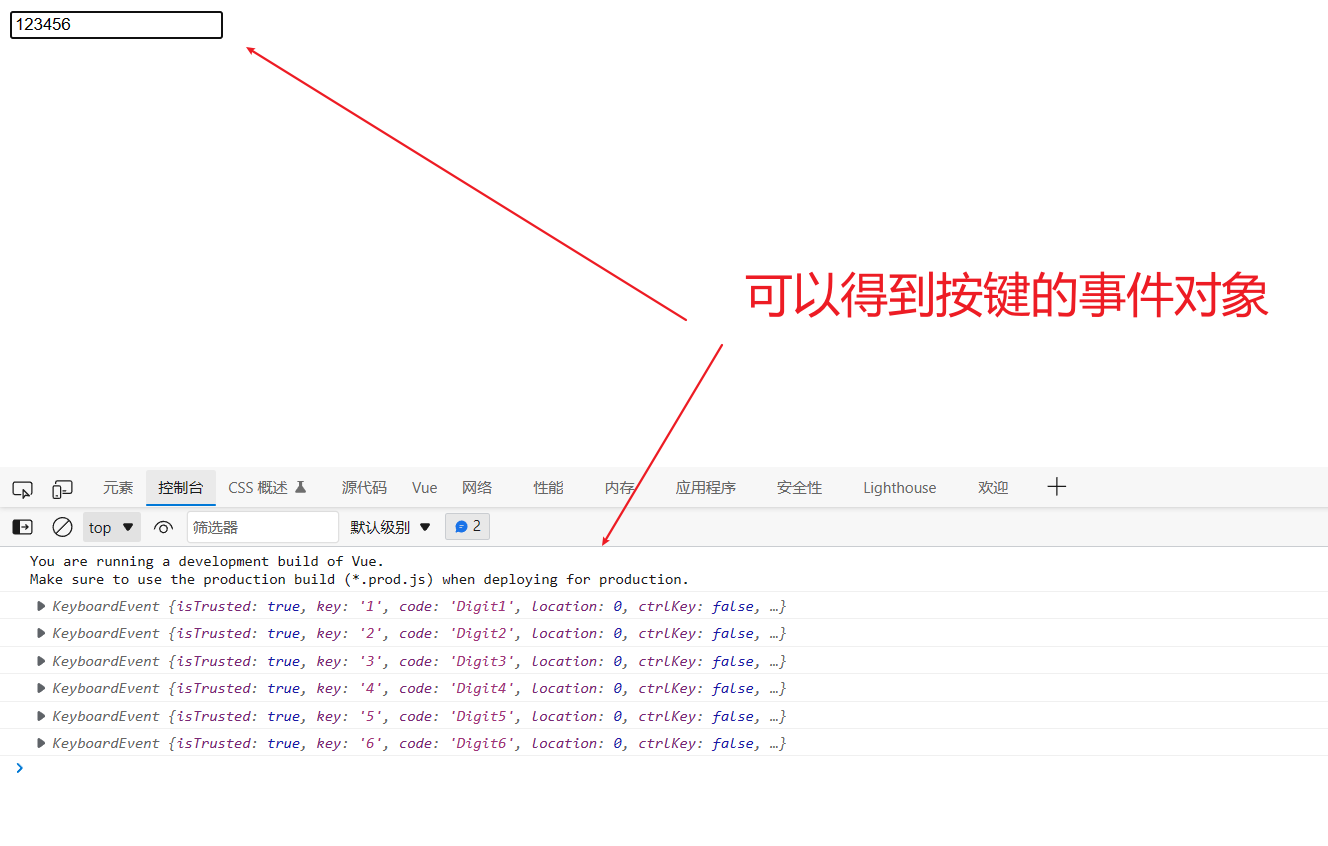 123456
可以得到按键的事件对象
元素 控制台 CSS 概述 源代码 Vue 网络 性能 内存 应用程序 安全性 Lighthouse 欢迎
top 筛选器 默认级别 2
You are running a development build of Vue.
Make sure to use the production build (*.prod.js) when deploying for production.
KeyboardEvent {isTrusted: true, key: '1', code: 'Digit1', location: 0, ctrlKey: false, …}
KeyboardEvent {isTrusted: true, key: '2', code: 'Digit2', location: 0, ctrlKey: false, …}
KeyboardEvent {isTrusted: true, key: '3', code: 'Digit3', location: 0, ctrlKey: false, …}
KeyboardEvent {isTrusted: true, key: '4', code: 'Digit4', location: 0, ctrlKey: false, …}
KeyboardEvent {isTrusted: true, key: '5', code: 'Digit5', location: 0, ctrlKey: false, …}
KeyboardEvent {isTrusted: true, key: '6', code: 'Digit6', location: 0, ctrlKey: false, …}